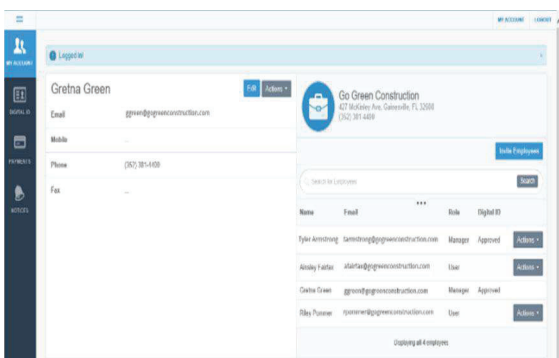 MY ACCOUNT LOGOUT
MY ACCOUNT
Logged in!
DIGITAL ID
PAYMENTS
NOTICES
Gretna Green
Edit Actions
Email ggreen@gogreenconstruction.com
Mobile ...
Phone (352) 381-4400
Fax ...
Go Green Construction
427 McKinley Ave, Gainesville, FL 32608
(352) 381-4400
Invite Employees
Search for Employees Search
Name Email Role Digital ID
Tyler Armstrong tarmstrong@gogreenconstruction.com Manager Approved Actions
Ainsley Fairfax afairfax@gogreenconstruction.com User Actions
Gretna Green ggreen@gogreenconstruction.com Manager Approved
Riley Pummer rpummer@gogreenconstruction.com User Actions
Displaying all 4 employees